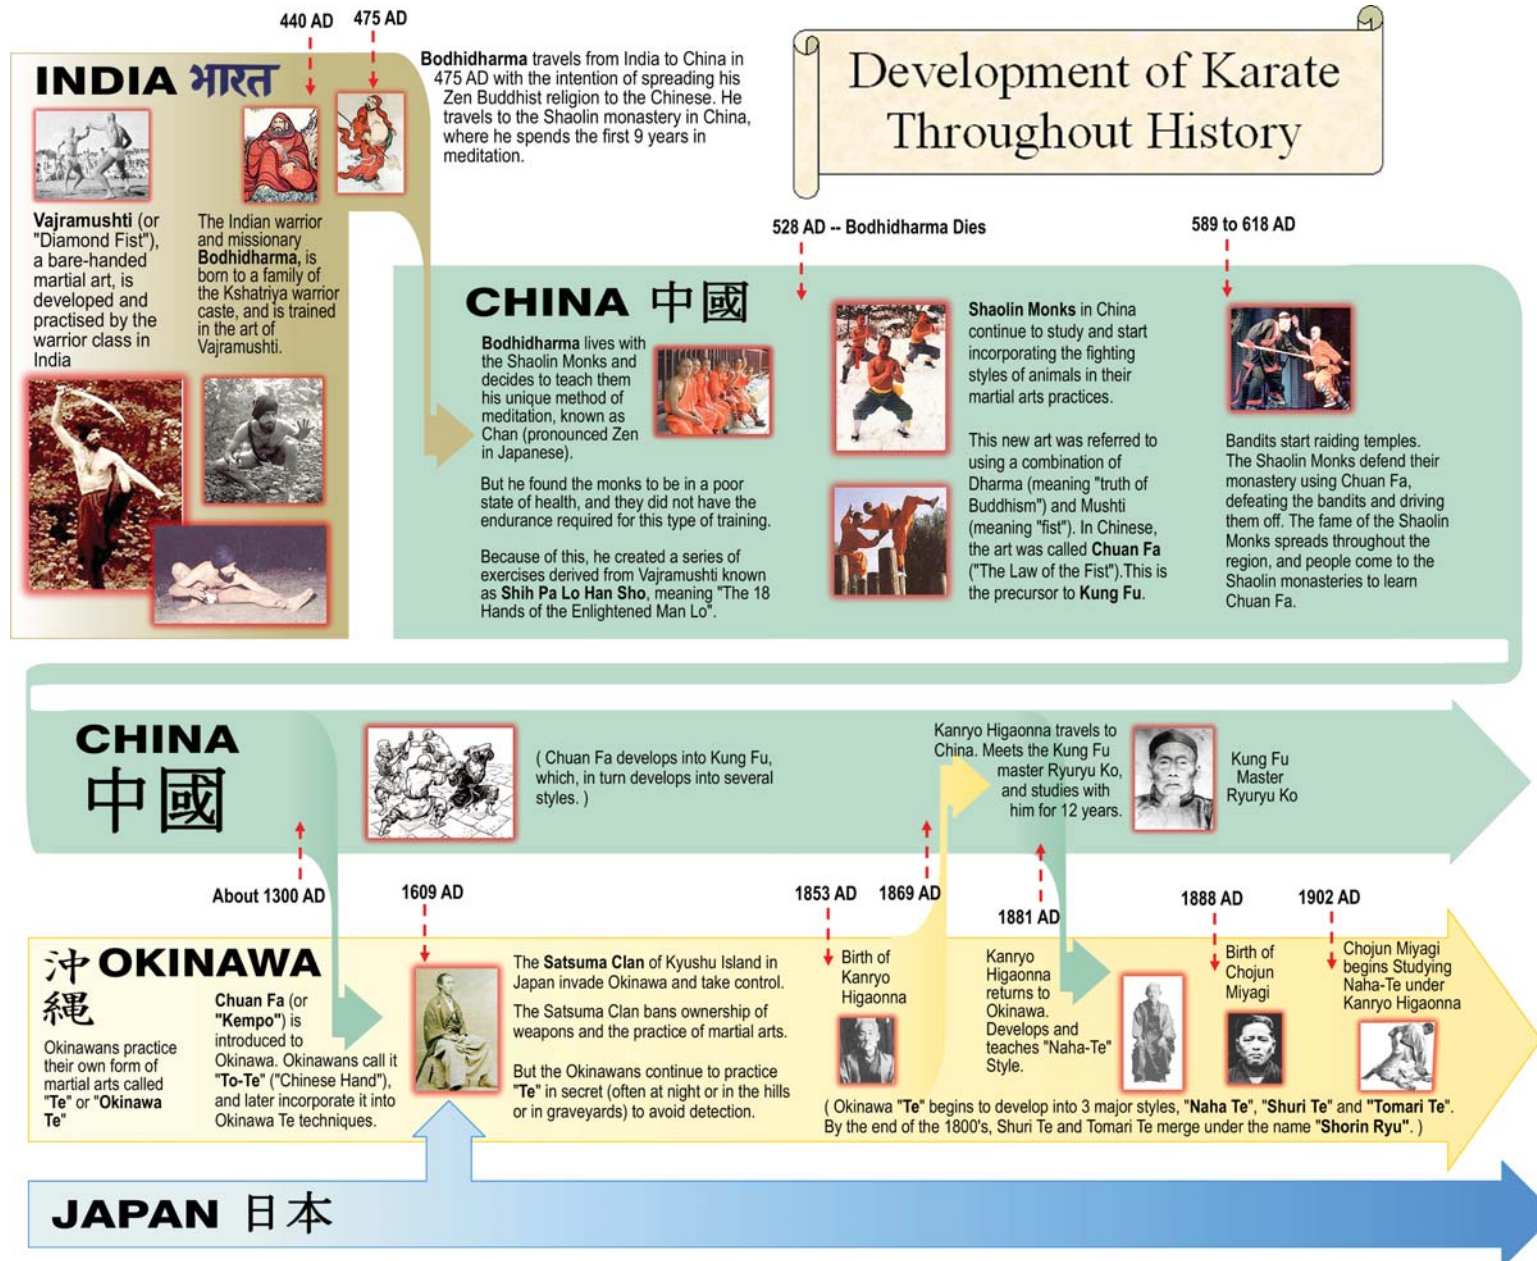 440 AD
475 AD
INDIA भारत
Bodhidharma travels from India to China in
475 AD with the intention of spreading his
Zen Buddhist religion to the Chinese. He
travels to the Shaolin monastery in China,
where he spends the first 9 years in
meditation.
Development of Karate
Throughout History
Vajramushti (or
"Diamond Fist"),
a bare-handed
martial art, is
developed and
practised by the
warrior class in
India
The Indian warrior
and missionary
Bodhidharma, is
born to a family of
the Kshatriya warrior
caste, and is trained
in the art of
Vajramushti.
528 AD -- Bodhidharma Dies
589 to 618 AD
CHINA 中國
Bodhidharma lives with
the Shaolin Monks and
decides to teach them
his unique method of
meditation, known as
Chan (pronounced Zen
in Japanese).
But he found the monks to be in a poor
state of health, and they did not have the
endurance required for this type of training.
Because of this, he created a series of
exercises derived from Vajramushti known
as Shih Pa Lo Han Sho, meaning "The 18
Hands of the Enlightened Man Lo".
Shaolin Monks in China
continue to study and start
incorporating the fighting
styles of animals in their
martial arts practices.
This new art was referred to
using a combination of
Dharma (meaning "truth of
Buddhism") and Mushti
(meaning "fist"). In Chinese,
the art was called Chuan Fa
("The Law of the Fist").This is
the precursor to Kung Fu.
Bandits start raiding temples.
The Shaolin Monks defend their
monastery using Chuan Fa,
defeating the bandits and driving
them off. The fame of the Shaolin
Monks spreads throughout the
region, and people come to the
Shaolin monasteries to learn
Chuan Fa.
CHINA
中國
( Chuan Fa develops into Kung Fu,
which, in turn develops into several
styles. )
Kanryo Higaonna travels to
China. Meets the Kung Fu
master Ryuryu Ko,
and studies with
him for 12 years.
Kung Fu
Master
Ryuryu Ko
About 1300 AD
1609 AD
1853 AD
1869 AD
1881 AD
1888 AD
1902 AD
沖縄 OKINAWA
Okinawans practice
their own form of
martial arts called
"Te" or "Okinawa
Te"
Chuan Fa (or
"Kempo") is
introduced to
Okinawa. Okinawans call it
"To-Te" ("Chinese Hand"),
and later incorporate it into
Okinawa Te techniques.
The Satsuma Clan of Kyushu Island in
Japan invade Okinawa and take control.
The Satsuma Clan bans ownership of
weapons and the practice of martial arts.
But the Okinawans continue to practice
"Te" in secret (often at night or in the hills
or in graveyards) to avoid detection.
Birth of
Kanryo
Higaonna
Kanryo
Higaonna
returns to
Okinawa.
Develops and
teaches "Naha-Te"
Style.
Birth of
Chojun
Miyagi
Chojun Miyagi
begins Studying
Naha-Te under
Kanryo Higaonna
( Okinawa "Te" begins to develop into 3 major styles, "Naha Te", "Shuri Te" and "Tomari Te".
By the end of the 1800's, Shuri Te and Tomari Te merge under the name "Shorin Ryu". )
JAPAN 日本